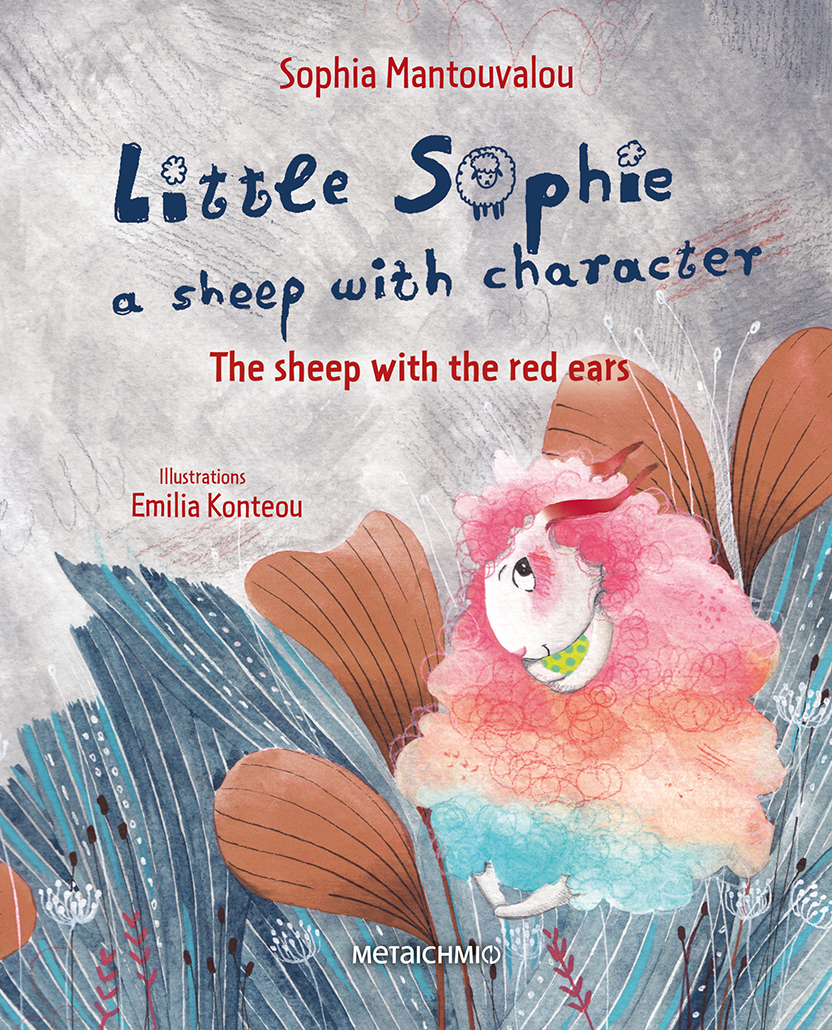 Sophia Mantouvalou
Little Sophie
a sheep with character
The sheep with the red ears
Illustrations
Emilia Konteou
METAICHMIO